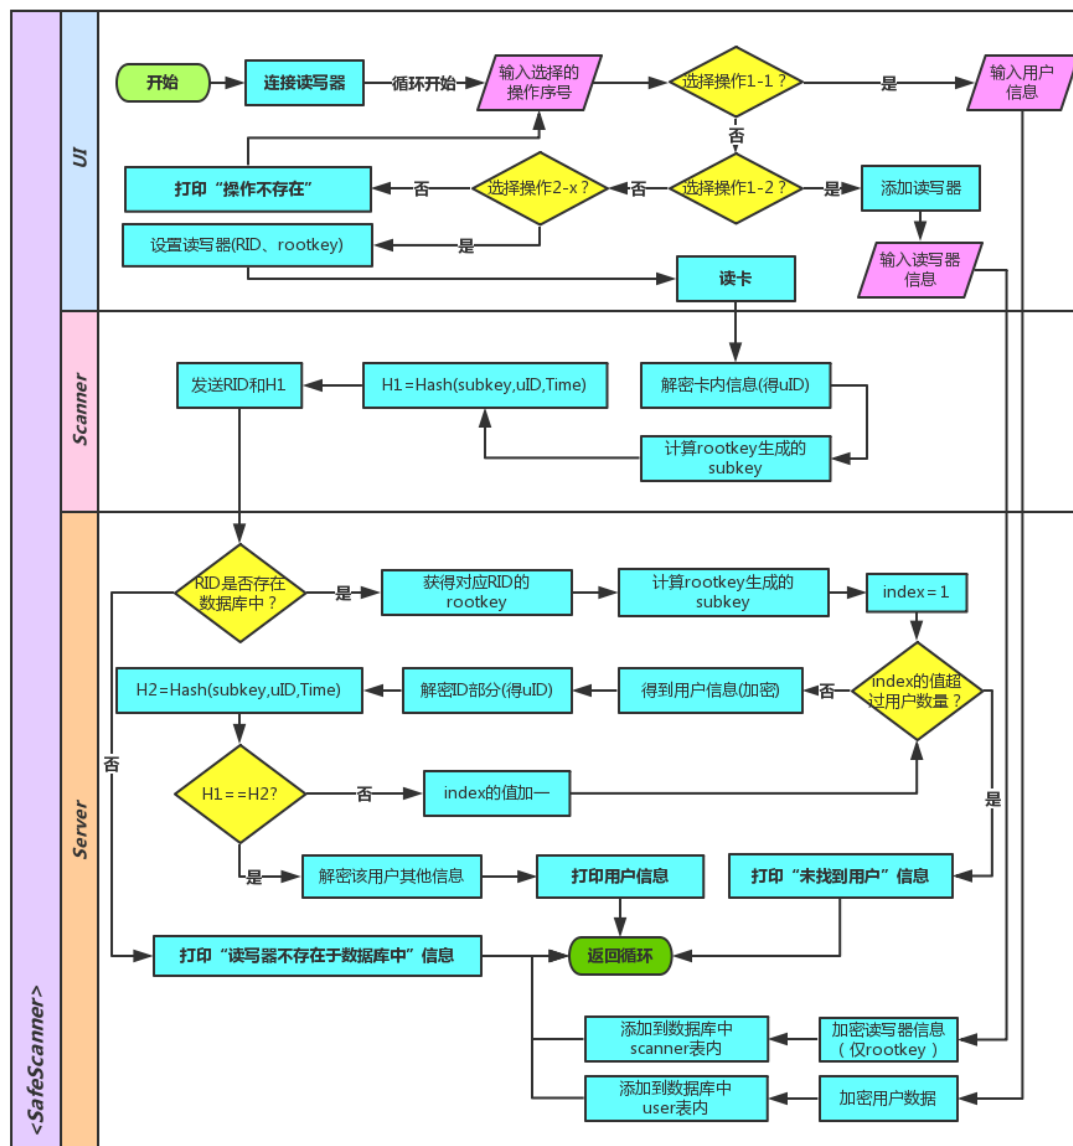 <SafeScanner>
UI
开始
连接读写器
循环开始
输入选择的
操作序号
选择操作1-1？
是
输入用户
信息
否
打印“操作不存在”
否
选择操作2-x？
否
选择操作1-2？
是
添加读写器
设置读写器(RID、rootkey)
是
输入读写器
信息
读卡
Scanner
发送RID和H1
H1=Hash(subkey,uID,Time)
解密卡内信息(得uID)
计算rootkey生成的
subkey
Server
RID是否存在
数据库中？
是
获得对应RID的
rootkey
计算rootkey生成的
subkey
index = 1
H2=Hash(subkey,uID,Time)
解密ID部分(得uID)
得到用户信息(加密)
否
index的值超
过用户数量？
否
H1==H2?
否
index的值加一
是
是
解密该用户其他信息
打印用户信息
打印“未找到用户”信息
打印“读写器不存在于数据库中”信息
返回循环
添加到数据库中
scanner表内
加密读写器信息
（仅rootkey）
添加到数据库中
user表内
加密用户数据